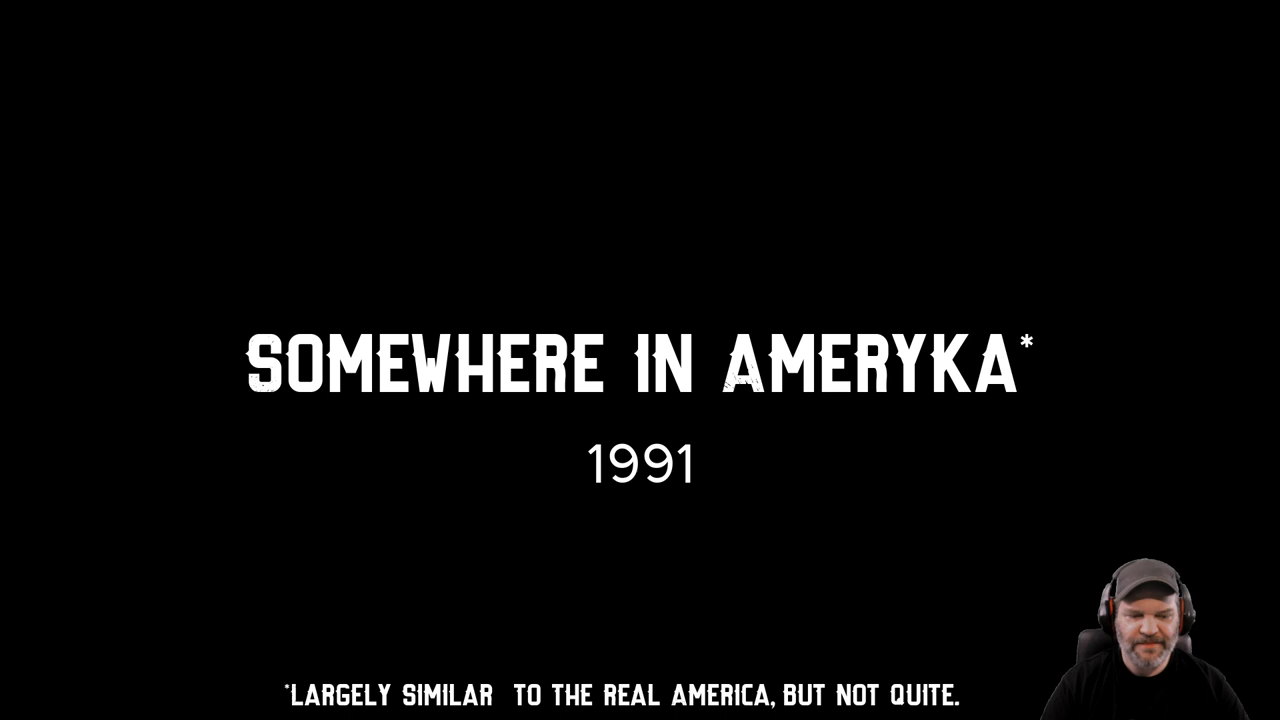 SOMEWHERE IN AMERYKA*
1991
*LARGELY SIMILAR TO THE REAL AMERICA, BUT NOT QUITE.